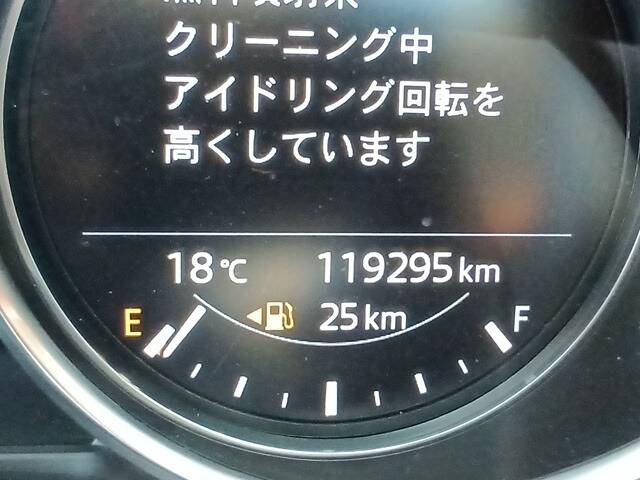 クリーニング中
アイドリング回転を
高くしています
18℃ 119295km
E 25km F